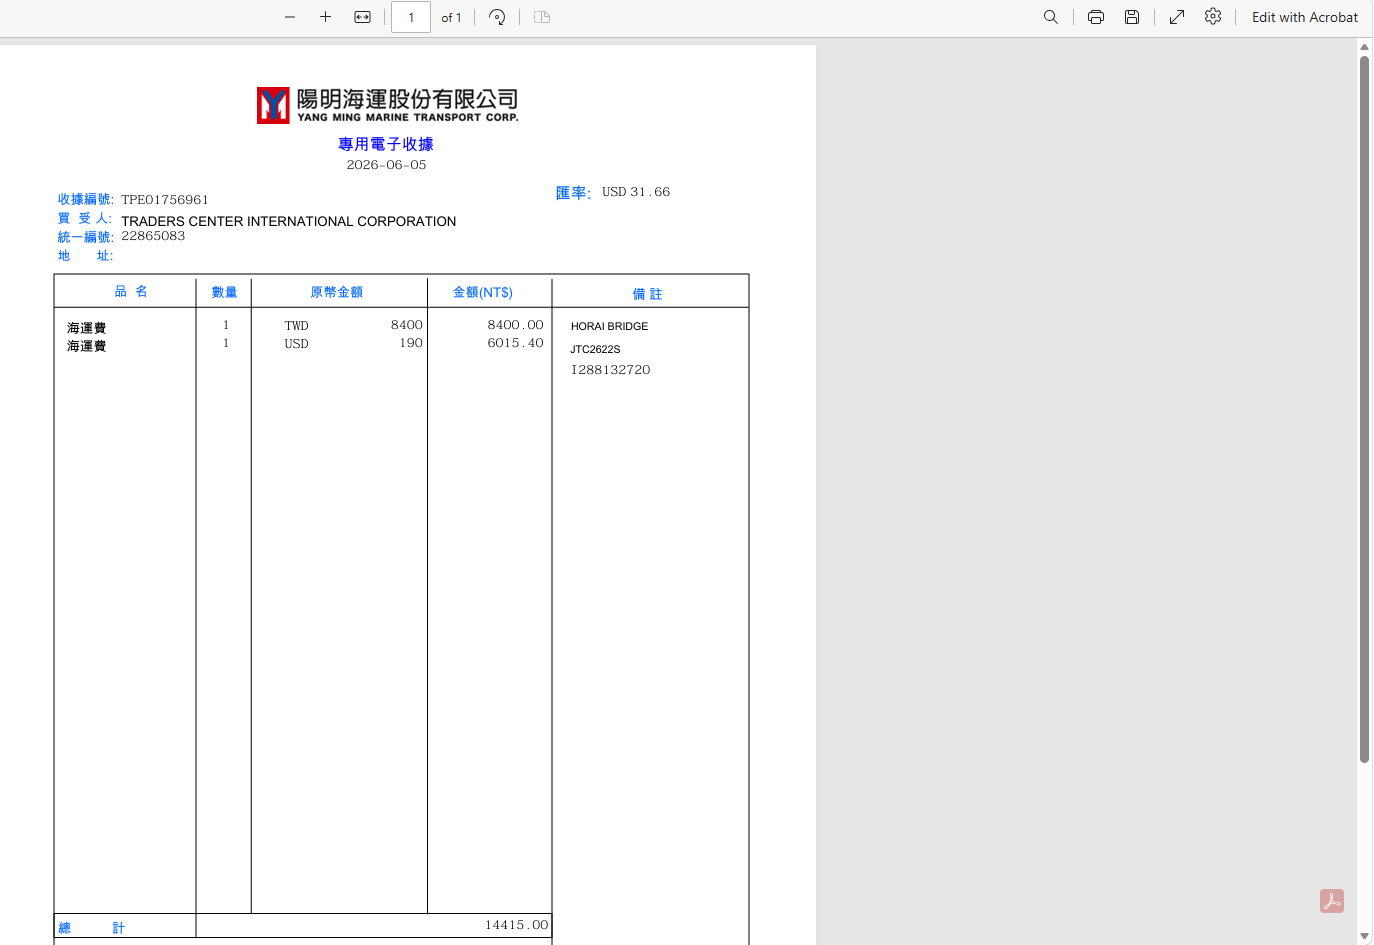 1 of 1 Edit with Acrobat
陽明海運股份有限公司
YANG MING MARINE TRANSPORT CORP.
專用電子收據
2026-06-05
收據編號: TPE01756961 匯率: USD 31.66
買 受 人: TRADERS CENTER INTERNATIONAL CORPORATION
統一編號: 22865083
地 址:
品 名 數量 原幣金額 金額(NT$) 備 註
海運費 1 TWD 8400 8400.00 HORAI BRIDGE
海運費 1 USD 190 6015.40 JTC2622S
I288132720
總 計 14415.00